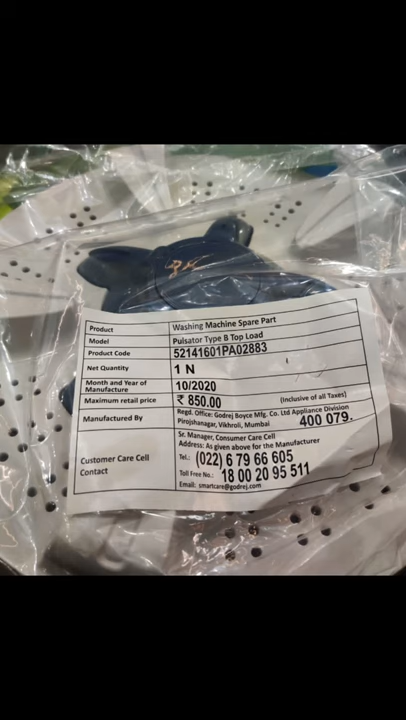 Product Washing Machine Spare Part
Model Pulsator Type B Top Load
Product Code 52141601PA02883
Net Quantity 1 N
Month and Year of
Manufacture 10/2020
Maximum retail price ₹ 850.00 (inclusive of all Taxes)
Manufactured By Regd. Office: Godrej Boyce Mfg. Co. Ltd Appliance Division
Pirojshanagar, Vikhroli, Mumbai 400 079.
Customer Care Cell
Contact
Sr. Manager, Consumer Care Cell
Address: As given above for the Manufacturer
Tel.: (022) 6 79 66 605
Toll Free No.: 18 00 20 95 511
Email: smartcare@godrej.com